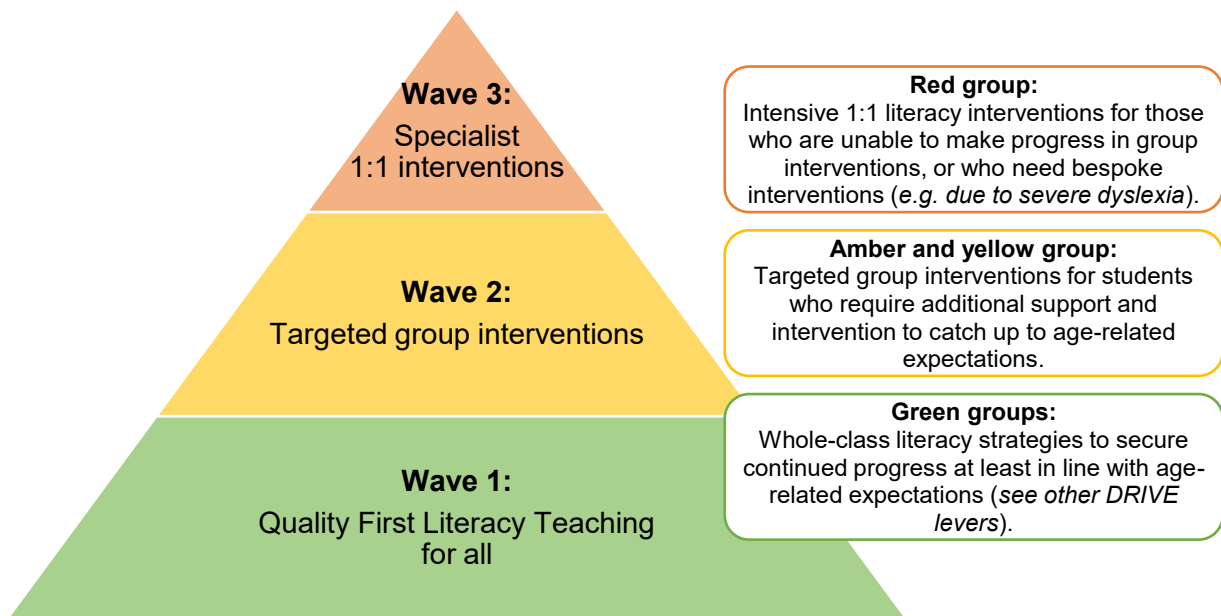 Wave 3:
Specialist
1:1 interventions
Red group:
Intensive 1:1 literacy interventions for those
who are unable to make progress in group
interventions, or who need bespoke
interventions (e.g. due to severe dyslexia).
Wave 2:
Targeted group interventions
Amber and yellow group:
Targeted group interventions for students
who require additional support and
intervention to catch up to age-related
expectations.
Wave 1:
Quality First Literacy Teaching
for all
Green groups:
Whole-class literacy strategies to secure
continued progress at least in line with age-
related expectations (see other DRIVE
levers).